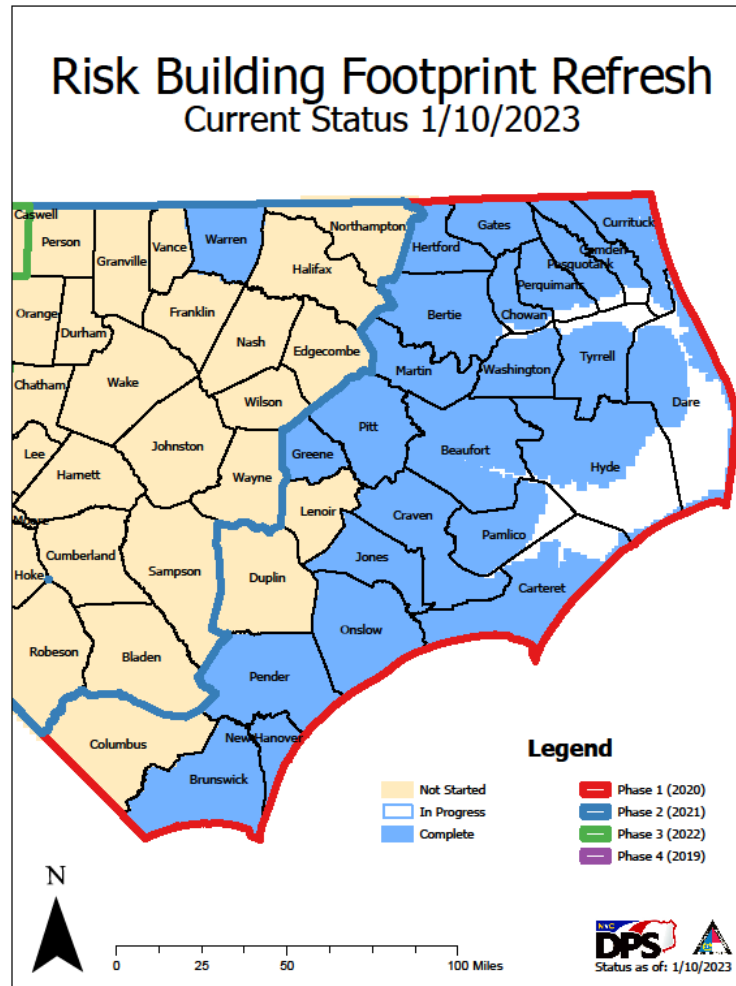 Risk Building Footprint Refresh
Current Status 1/10/2023
Caswell
Person
Granville
Vance
Warren
Northampton
Hertford
Gates
Currituck
Camden
Pasquotank
Perquimans
Halifax
Orange
Durham
Franklin
Nash
Edgecombe
Bertie
Chowan
Martin
Washington
Tyrrell
Dare
Chatham
Wake
Wilson
Lee
Harnett
Johnston
Wayne
Greene
Pitt
Beaufort
Hyde
Moore
Lenoir
Craven
Pamlico
Hoke
Cumberland
Sampson
Duplin
Jones
Carteret
Robeson
Bladen
Onslow
Pender
Columbus
New Hanover
Brunswick
Legend
Not Started
In Progress
Complete
Phase 1 (2020)
Phase 2 (2021)
Phase 3 (2022)
Phase 4 (2019)
N
0 25 50 100 Miles
DPS
Status as of: 1/10/2023